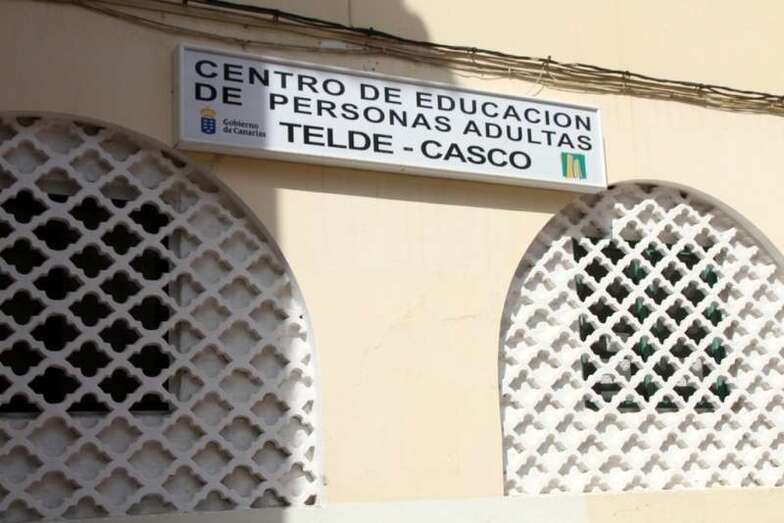 CENTRO DE EDUCACION
DE PERSONAS ADULTAS
TELDE - CASCO
Gobierno
de Canarias